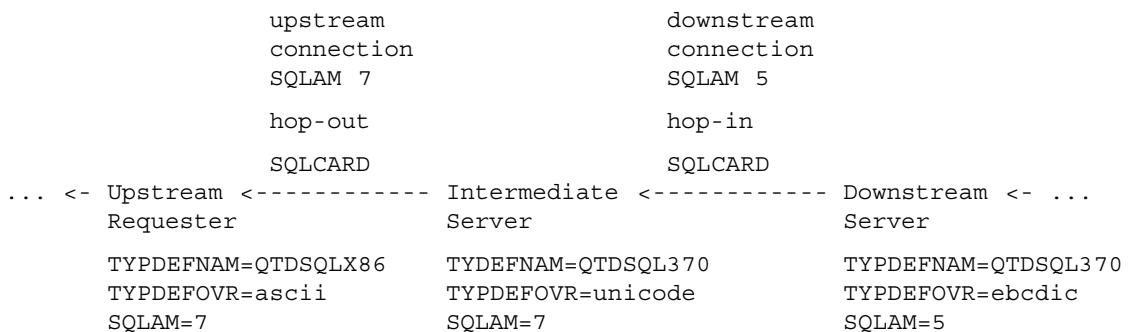 upstream downstream
connection connection
SQLAM 7 SQLAM 5
hop-out hop-in
SQLCARD SQLCARD
... <- Upstream <------------ Intermediate <------------ Downstream <- ...
Requester Server Server
TYPDEFNAM=QTDSQLX86 TYDEFNAM=QTDSQL370 TYPDEFNAM=QTDSQL370
TYPDEFOVR=ascii TYPDEFOVR=unicode TYPDEFOVR=ebcdic
SQLAM=7 SQLAM=7 SQLAM=5